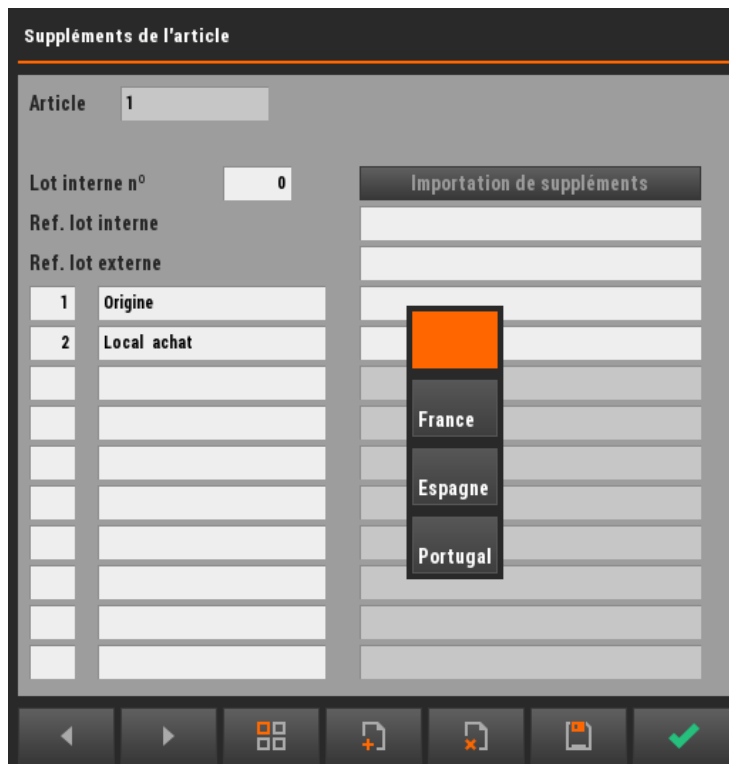 Suppléments de l'article
Article 1
Lot interne nº 0 Importation de suppléments
Ref. lot interne
Ref. lot externe
1 Origine
2 Local achat
France
Espagne
Portugal